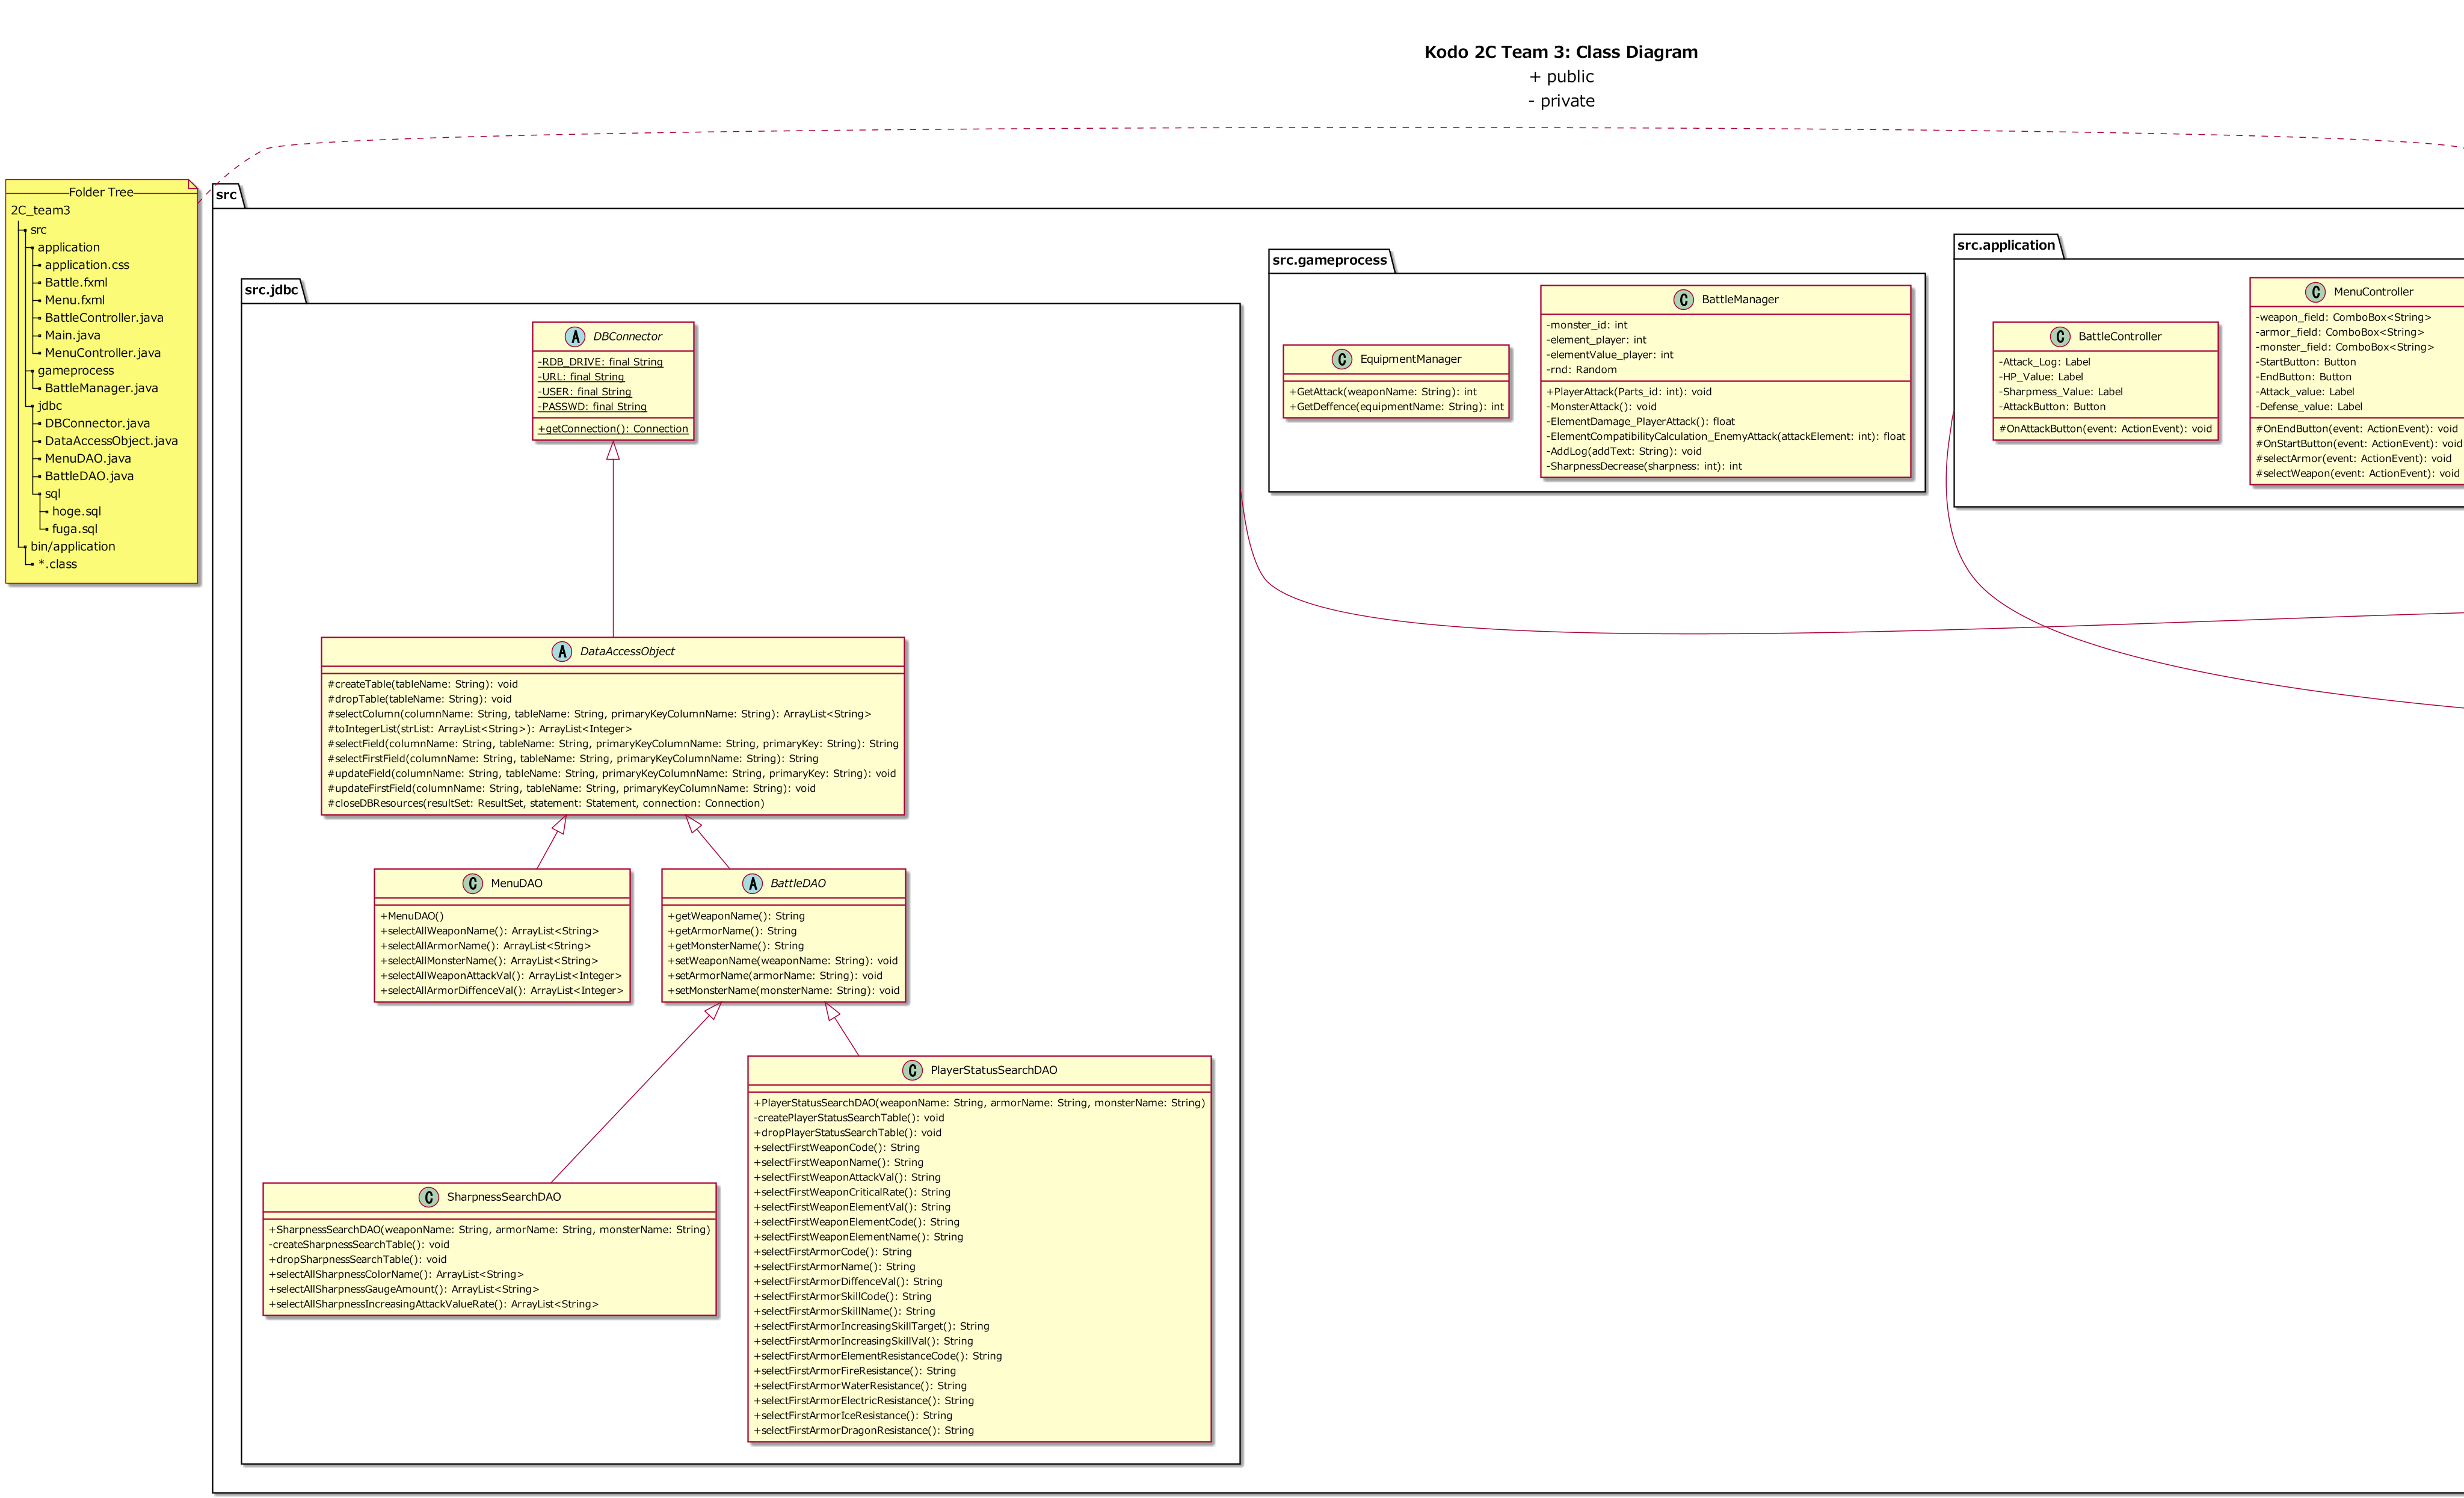 Kodo 2C Team 3: Class Diagram
+ public
- private
Folder Tree
2C_team3
src
application
application.css
Battle.fxml
Menu.fxml
BattleController.java
Main.java
MenuController.java
gameprocess
BattleManager.java
jdbc
DBConnector.java
DataAccessObject.java
MenuDAO.java
BattleDAO.java
sql
hoge.sql
fuga.sql
bin/application
*.class
src
src.jdbc
A DBConnector
-RDB_DRIVE: final String
-URL: final String
-USER: final String
-PASSWD: final String
+getConnection(): Connection
A DataAccessObject
#createTable(tableName: String): void
#dropTable(tableName: String): void
#selectColumn(columnName: String, tableName: String, primaryKeyColumnName: String): ArrayList<String>
#toIntegerList(strList: ArrayList<String>): ArrayList<Integer>
#selectField(columnName: String, tableName: String, primaryKeyColumnName: String, primaryKey: String): String
#selectFirstField(columnName: String, tableName: String, primaryKeyColumnName: String): String
#updateField(columnName: String, tableName: String, primaryKeyColumnName: String, primaryKey: String): void
#updateFirstField(columnName: String, tableName: String, primaryKeyColumnName: String): void
#closeDBResources(resultSet: ResultSet, statement: Statement, connection: Connection)
C MenuDAO
+MenuDAO()
+selectAllWeaponName(): ArrayList<String>
+selectAllArmorName(): ArrayList<String>
+selectAllMonsterName(): ArrayList<String>
+selectAllWeaponAttackVal(): ArrayList<Integer>
+selectAllArmorDiffenceVal(): ArrayList<Integer>
A BattleDAO
+getWeaponName(): String
+getArmorName(): String
+getMonsterName(): String
+setWeaponName(weaponName: String): void
+setArmorName(armorName: String): void
+setMonsterName(monsterName: String): void
C SharpnessSearchDAO
+SharpnessSearchDAO(weaponName: String, armorName: String, monsterName: String)
-createSharpnessSearchTable(): void
+dropSharpnessSearchTable(): void
+selectAllSharpnessColorName(): ArrayList<String>
+selectAllSharpnessGaugeAmount(): ArrayList<String>
+selectAllSharpnessIncreasingAttackValueRate(): ArrayList<String>
C PlayerStatusSearchDAO
+PlayerStatusSearchDAO(weaponName: String, armorName: String, monsterName: String)
-createPlayerStatusSearchTable(): void
+dropPlayerStatusSearchTable(): void
+selectFirstWeaponCode(): String
+selectFirstWeaponName(): String
+selectFirstWeaponAttackVal(): String
+selectFirstWeaponCriticalRate(): String
+selectFirstWeaponElementVal(): String
+selectFirstWeaponElementCode(): String
+selectFirstWeaponElementName(): String
+selectFirstArmorCode(): String
+selectFirstArmorName(): String
+selectFirstArmorDiffenceVal(): String
+selectFirstArmorSkillCode(): String
+selectFirstArmorSkillName(): String
+selectFirstArmorIncreasingSkillTarget(): String
+selectFirstArmorIncreasingSkillVal(): String
+selectFirstArmorElementResistanceCode(): String
+selectFirstArmorFireResistance(): String
+selectFirstArmorWaterResistance(): String
+selectFirstArmorElectricResistance(): String
+selectFirstArmorIceResistance(): String
+selectFirstArmorDragonResistance(): String
src.gameprocess
C EquipmentManager
+GetAttack(weaponName: String): int
+GetDeffence(equipmentName: String): int
C BattleManager
-monster_id: int
-element_player: int
-elementValue_player: int
-rnd: Random
+PlayerAttack(Parts_id: int): void
-MonsterAttack(): void
-ElementDamage_PlayerAttack(): float
-ElementCompatibilityCalculation_EnemyAttack(attackElement: int): float
-AddLog(addText: String): void
-SharpnessDecrease(sharpness: int): int
src.application
C BattleController
-Attack_Log: Label
-HP_Value: Label
-Sharpmess_Value: Label
-AttackButton: Button
#OnAttackButton(event: ActionEvent): void
C MenuController
-weapon_field: ComboBox<String>
-armor_field: ComboBox<String>
-monster_field: ComboBox<String>
-StartButton: Button
-EndButton: Button
-Attack_value: Label
-Defense_value: Label
#OnEndButton(event: ActionEvent): void
#OnStartButton(event: ActionEvent): void
#selectArmor(event: ActionEvent): void
#selectWeapon(event: ActionEvent): void